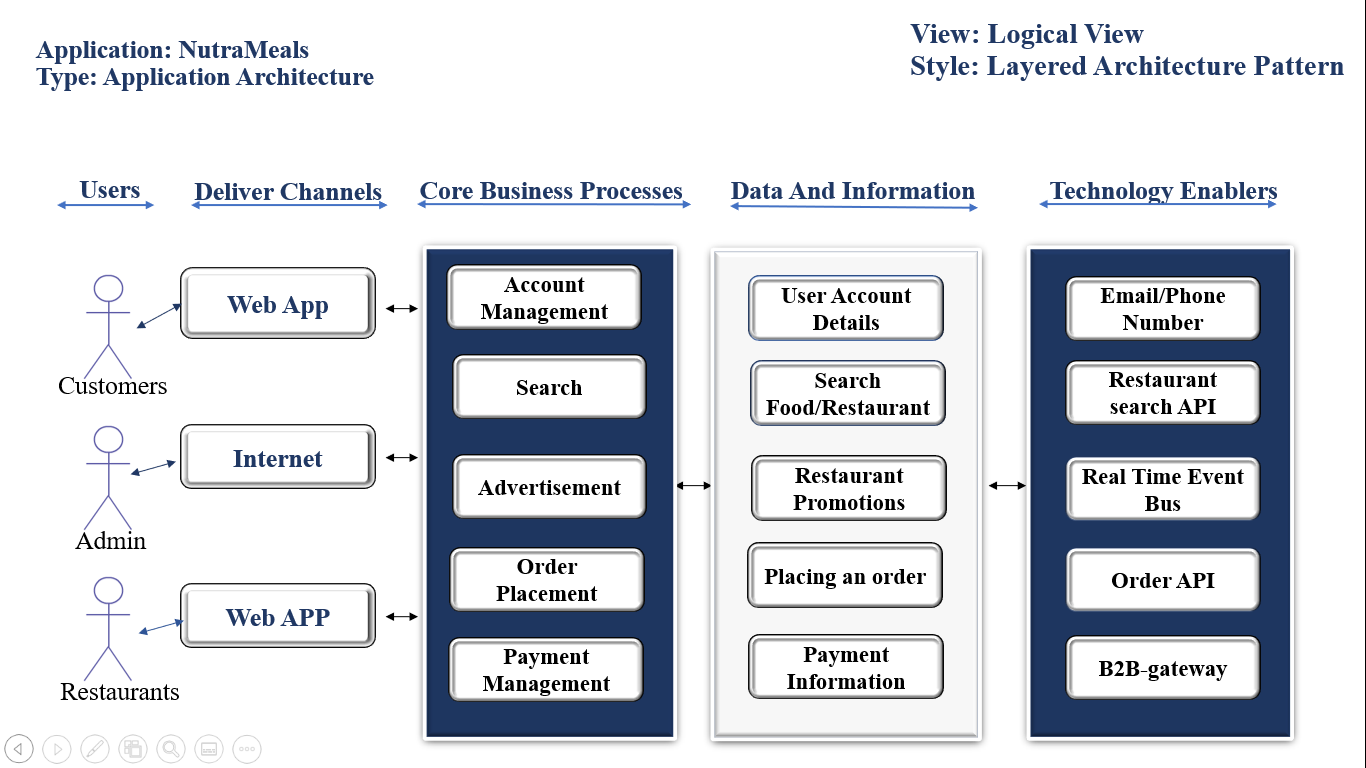 Application: NutraMeals
Type: Application Architecture
View: Logical View
Style: Layered Architecture Pattern
Users
Deliver Channels
Core Business Processes
Data And Information
Technology Enablers
Customers
Admin
Restaurants
Web App
Internet
Web APP
Account
Management
Search
Advertisement
Order
Placement
Payment
Management
User Account
Details
Search
Food/Restaurant
Restaurant
Promotions
Placing an order
Payment
Information
Email/Phone
Number
Restaurant
search API
Real Time Event
Bus
Order API
B2B-gateway